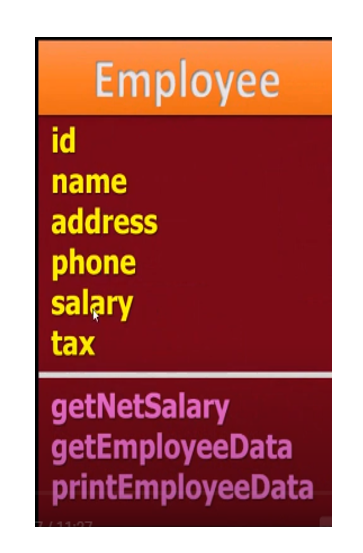 Employee
id
name
address
phone
salary
tax
getNetSalary
getEmployeeData
printEmployeeData